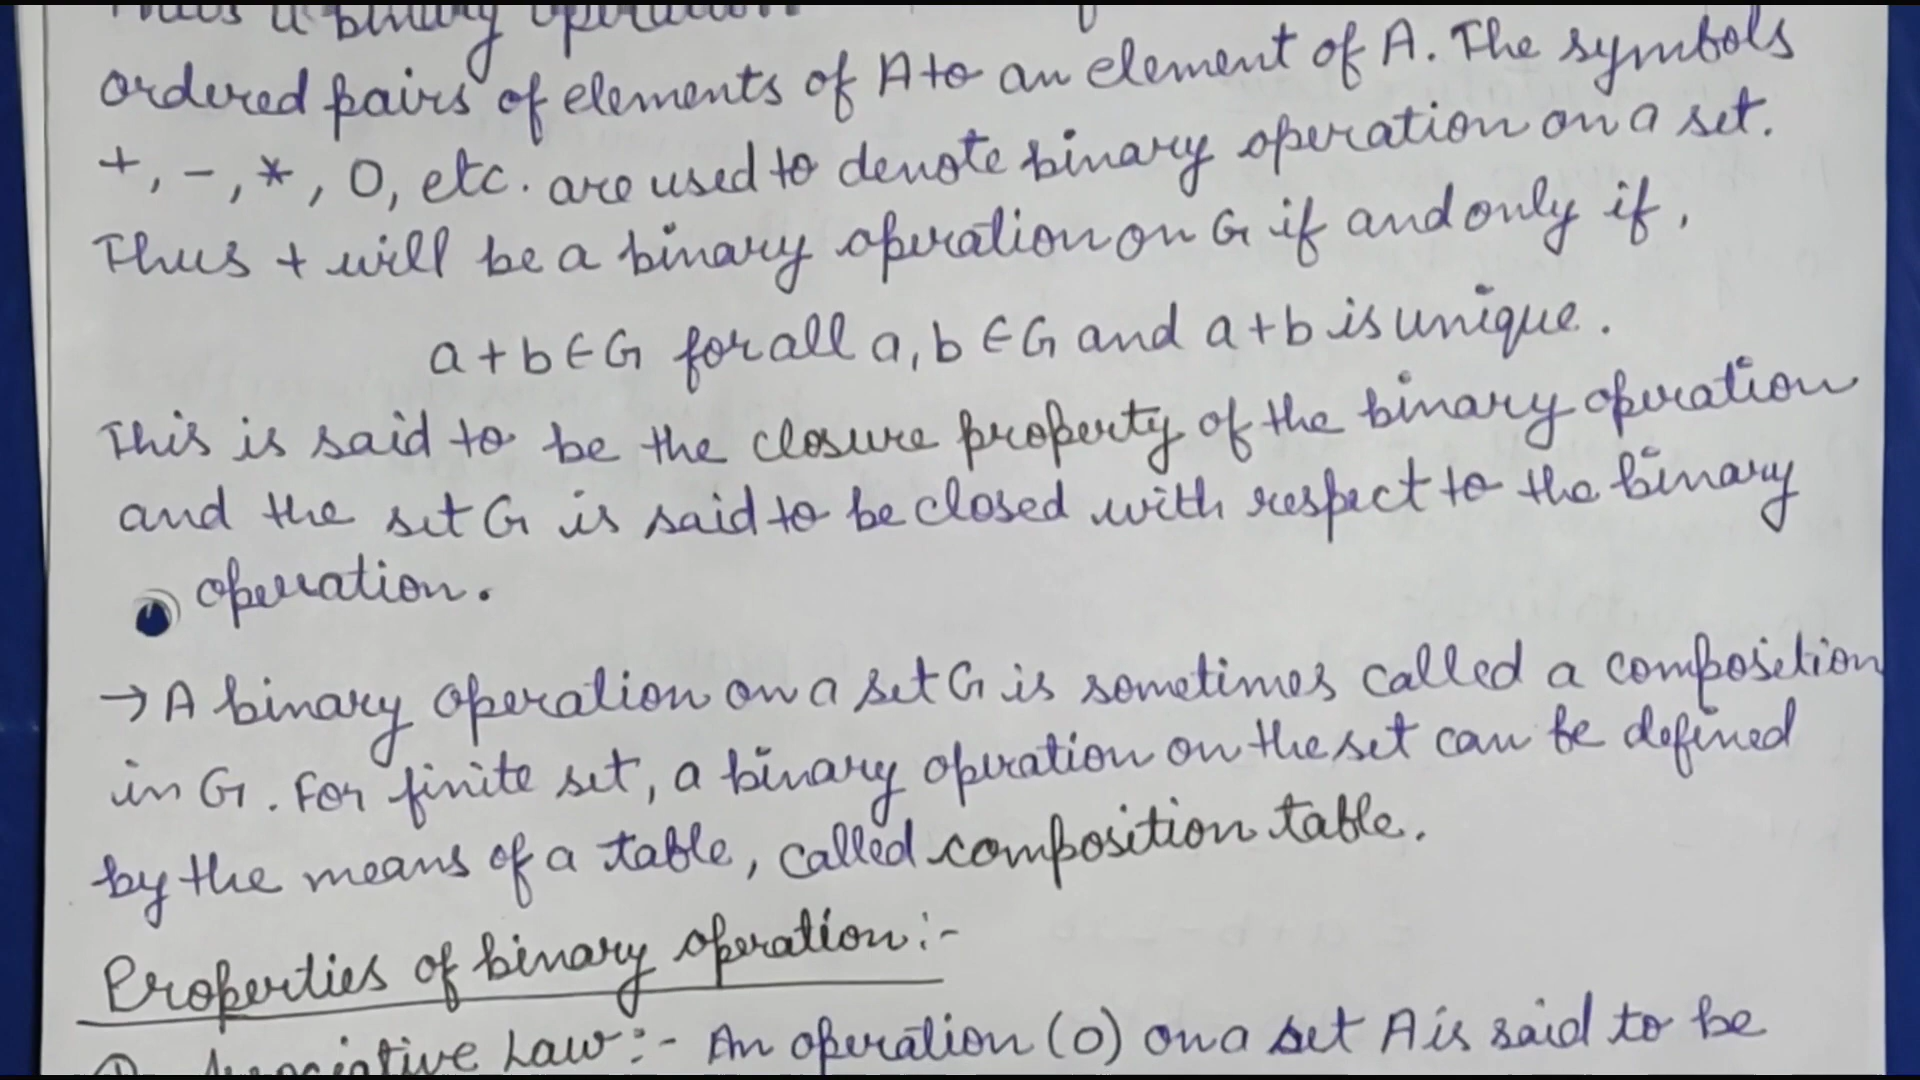 Thus a binary operation
ordered pairs of elements of A to an element of A. The symbols
+, -, *, O, etc. are used to denote binary operation on a set.
Thus + will be a binary operation on G if and only if,
a + b ∈ G for all a, b ∈ G and a + b is unique.
This is said to be the closure property of the binary operation
and the set G is said to be closed with respect to the binary
operation.
→ A binary operation on a set G is sometimes called a composition
in G. For finite set, a binary operation on the set can be defined
by the means of a table, called composition table.
Properties of binary operation:-
① Associative Law:- An operation (o) on a set A is said to be